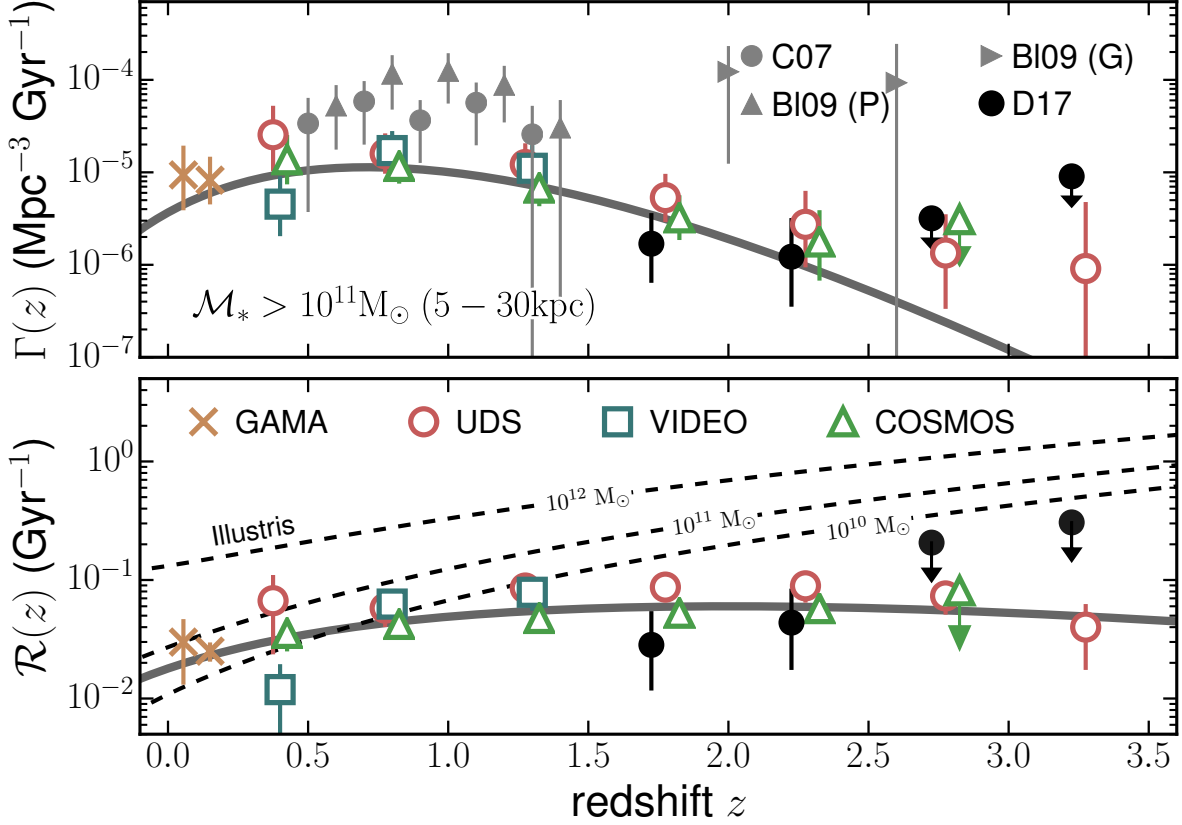 Γ(z) (Mpc⁻³ Gyr⁻¹)
10⁻⁴
10⁻⁵
10⁻⁶
10⁻⁷
C07
Bl09 (G)
Bl09 (P)
D17
ℳ∗ > 10¹¹M⊙ (5 − 30kpc)
ℛ(z) (Gyr⁻¹)
10⁰
10⁻¹
10⁻²
GAMA
UDS
VIDEO
COSMOS
Illustris
10¹² M⊙
10¹¹ M⊙
10¹⁰ M⊙
0.0 0.5 1.0 1.5 2.0 2.5 3.0 3.5
redshift z